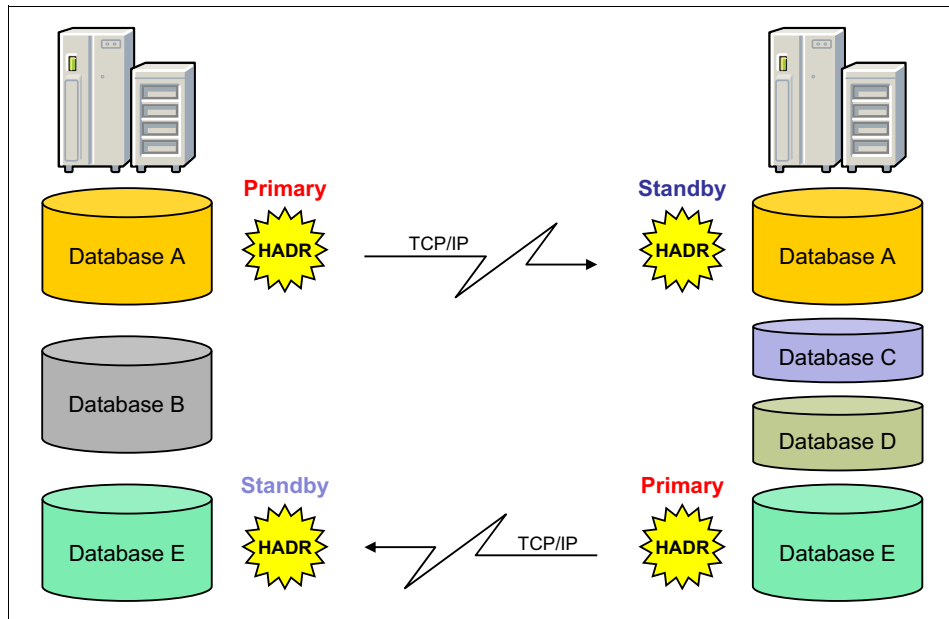 Primary
Standby
Database A
HADR
TCP/IP
HADR
Database A
Database C
Database B
Database D
Standby
Primary
Database E
HADR
TCP/IP
HADR
Database E